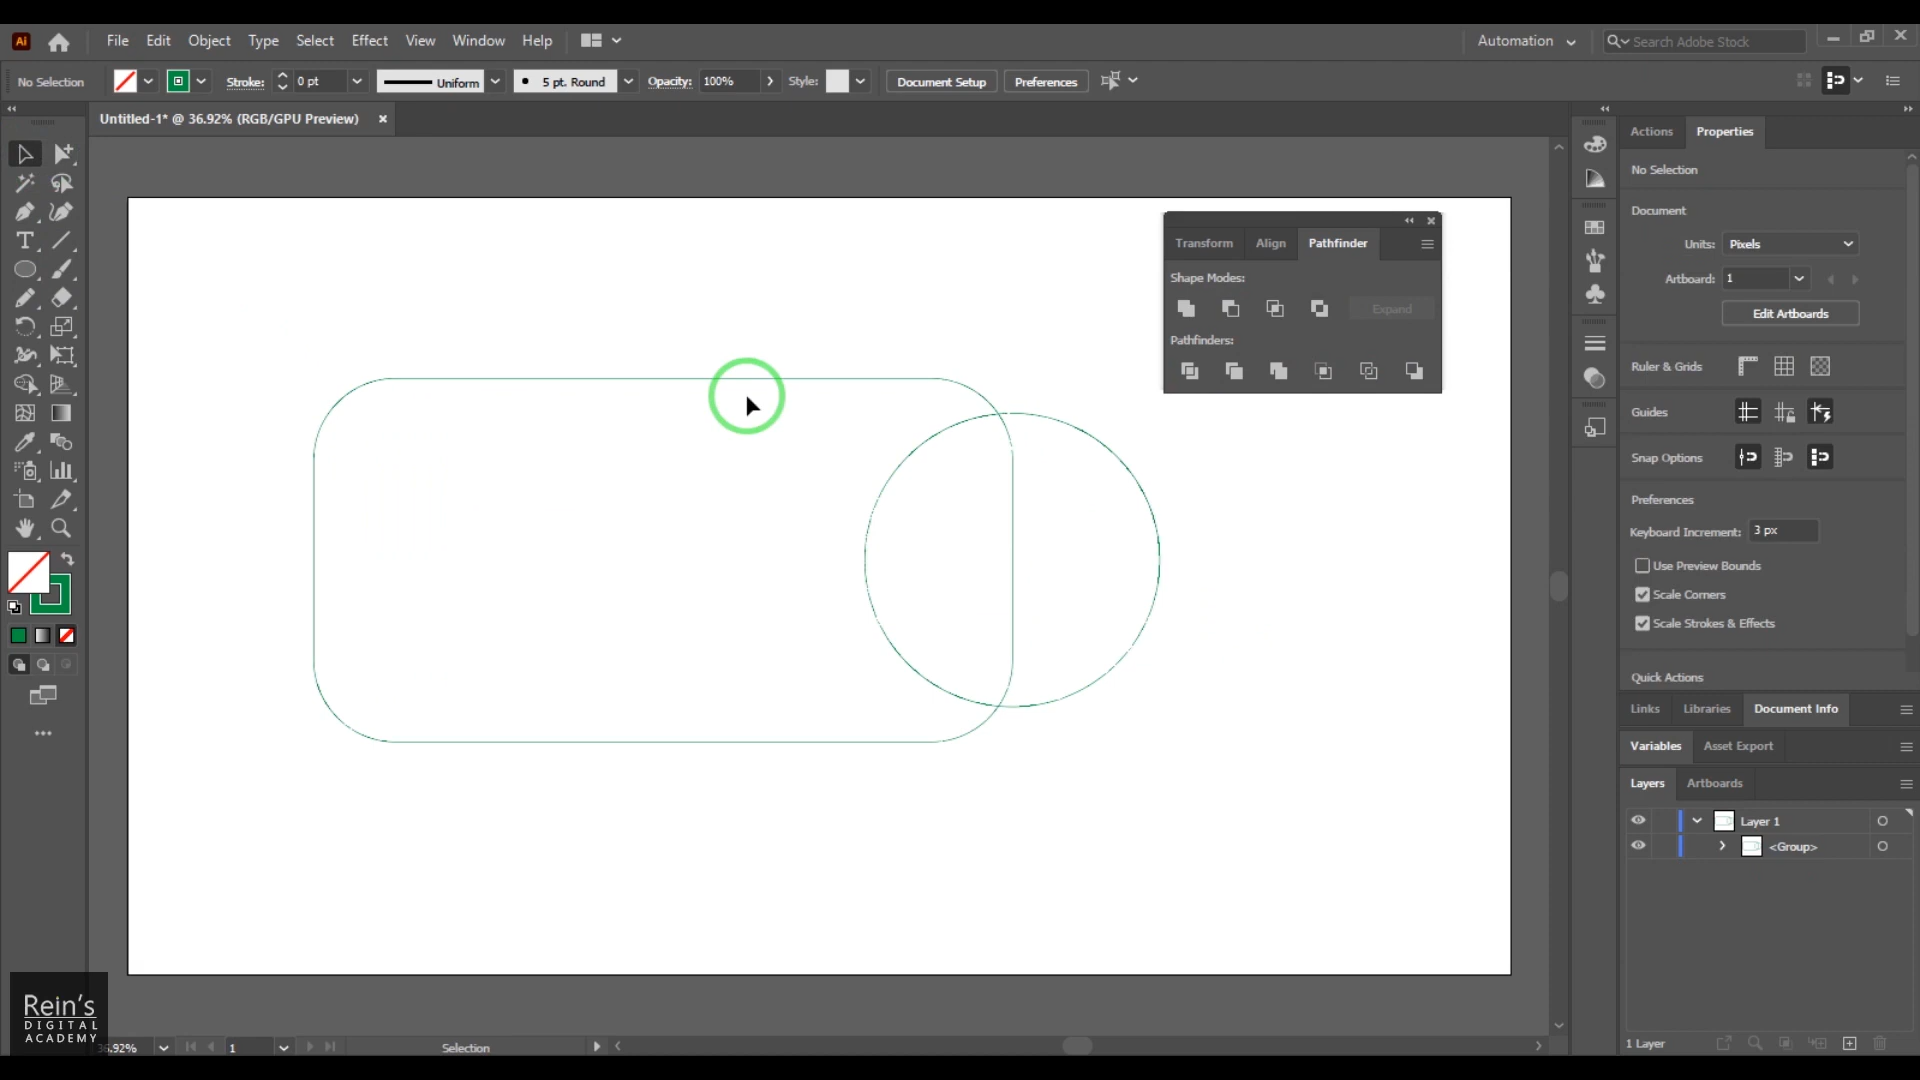 Ai File Edit Object Type Select Effect View Window Help Automation Search Adobe Stock
No Selection Stroke: 0 pt Uniform 5 pt. Round Opacity: 100% Style: Document Setup Preferences
Untitled-1* @ 36.92% (RGB/GPU Preview)
Actions Properties
No Selection
Document
Units: Pixels
Artboard: 1
Edit Artboards
Ruler & Grids
Guides
Snap Options
Preferences
Keyboard Increment: 3 px
Use Preview Bounds
Scale Corners
Scale Strokes & Effects
Quick Actions
Links Libraries Document Info
Variables Asset Export
Layers Artboards
Layer 1
<Group>
1 Layer
Transform Align Pathfinder
Shape Modes:
Expand
Pathfinders:
Rein's
DIGITAL
ACADEMY
36.92% 1 Selection